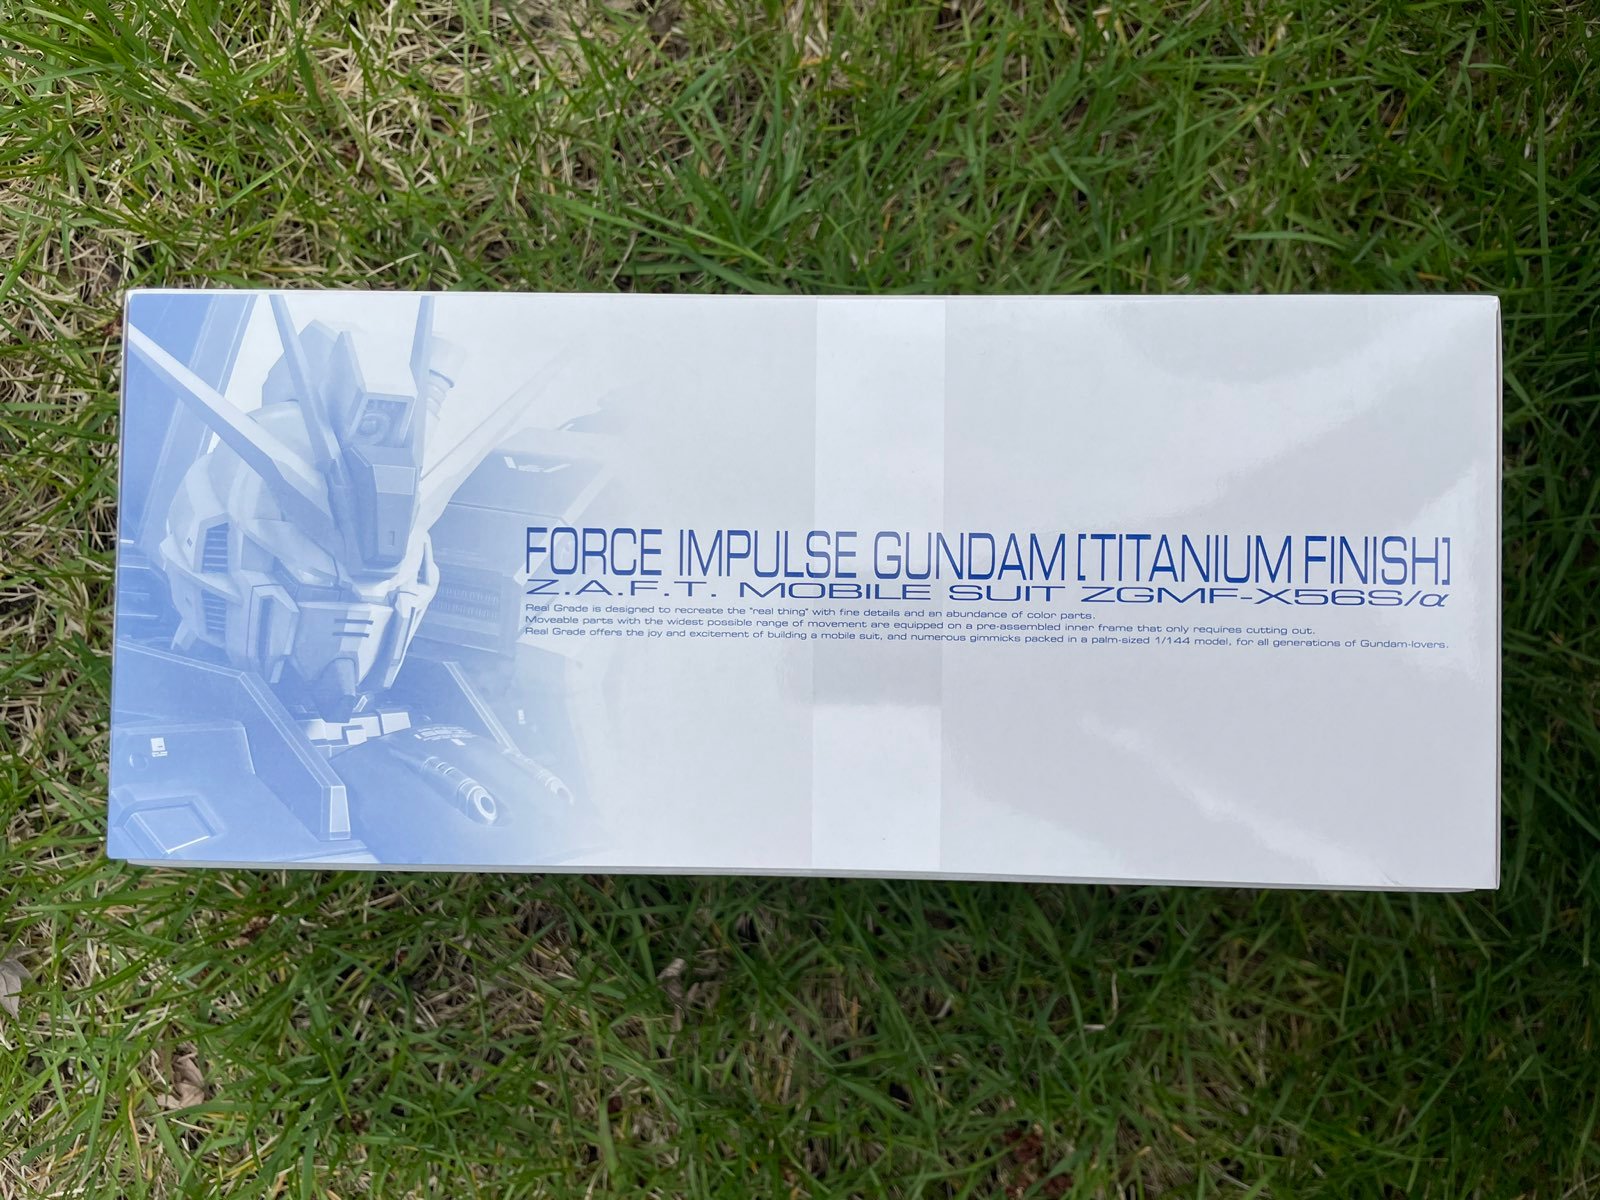 FORCE IMPULSE GUNDAM[TITANIUM FINISH]
Z.A.F.T. MOBILE SUIT ZGMF-X56S/α
Real Grade is designed to recreate the "real thing" with fine details and an abundance of color parts.
Moveable parts with the widest possible range of movement are equipped on a pre-assembled inner frame that only requires cutting out.
Real Grade offers the joy and excitement of building a mobile suit, and numerous gimmicks packed in a palm-sized 1/144 model, for all generations of Gundam-lovers.